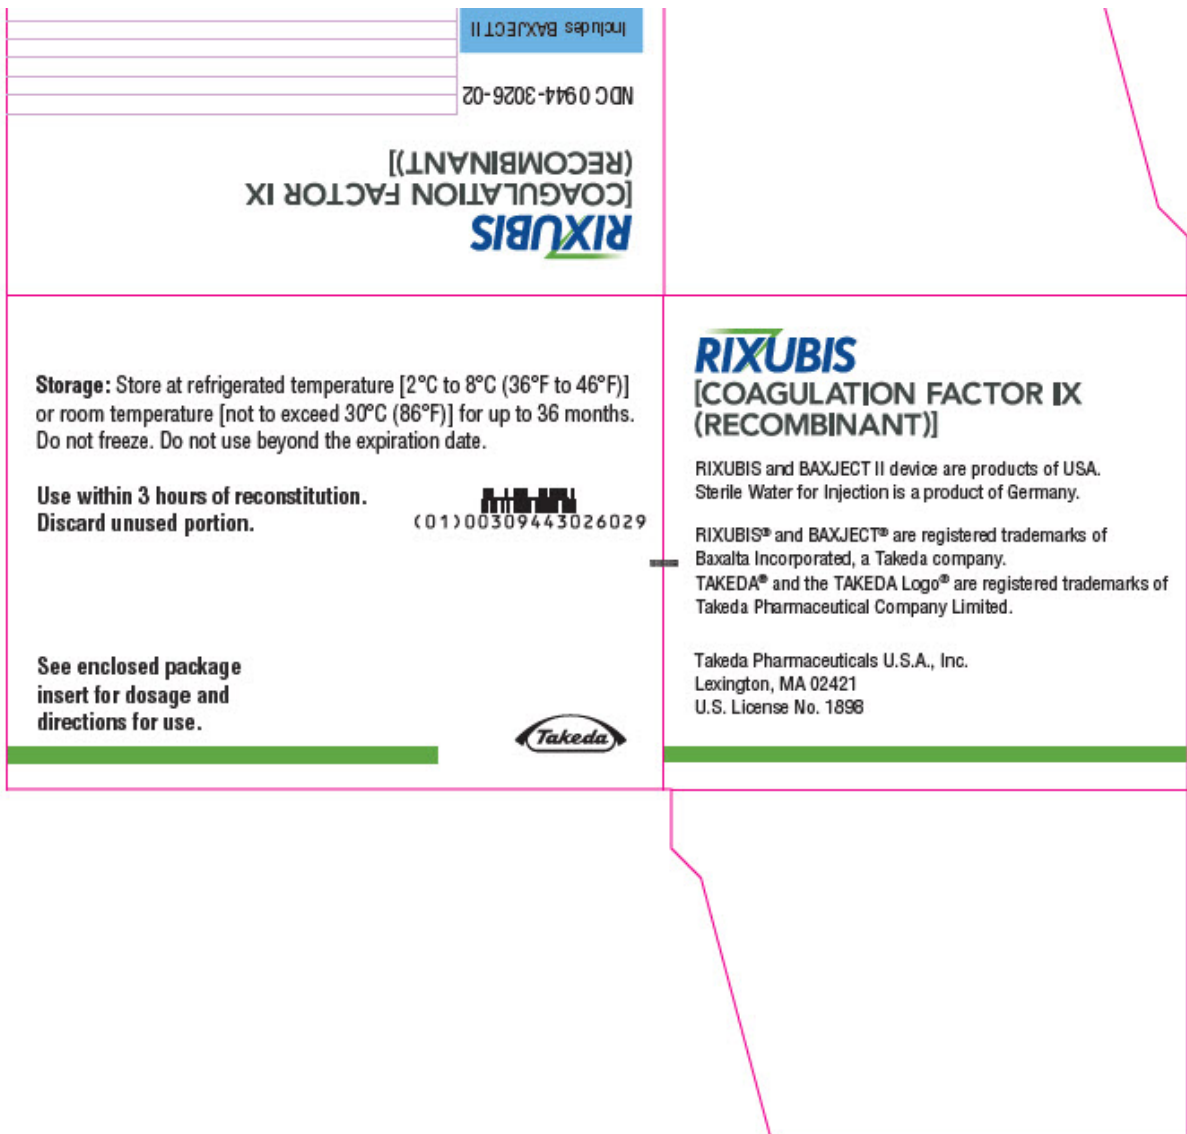 Includes BAXJECT II
NDC 0944-3026-02
RIXUBIS
[COAGULATION FACTOR IX
(RECOMBINANT)]
Storage: Store at refrigerated temperature [2°C to 8°C (36°F to 46°F)]
or room temperature [not to exceed 30°C (86°F)] for up to 36 months.
Do not freeze. Do not use beyond the expiration date.
Use within 3 hours of reconstitution.
Discard unused portion.
(01)00309443026029
See enclosed package
insert for dosage and
directions for use.
Takeda
RIXUBIS
[COAGULATION FACTOR IX
(RECOMBINANT)]
RIXUBIS and BAXJECT II device are products of USA.
Sterile Water for Injection is a product of Germany.
RIXUBIS® and BAXJECT® are registered trademarks of
Baxalta Incorporated, a Takeda company.
TAKEDA® and the TAKEDA Logo® are registered trademarks of
Takeda Pharmaceutical Company Limited.
Takeda Pharmaceuticals U.S.A., Inc.
Lexington, MA 02421
U.S. License No. 1898